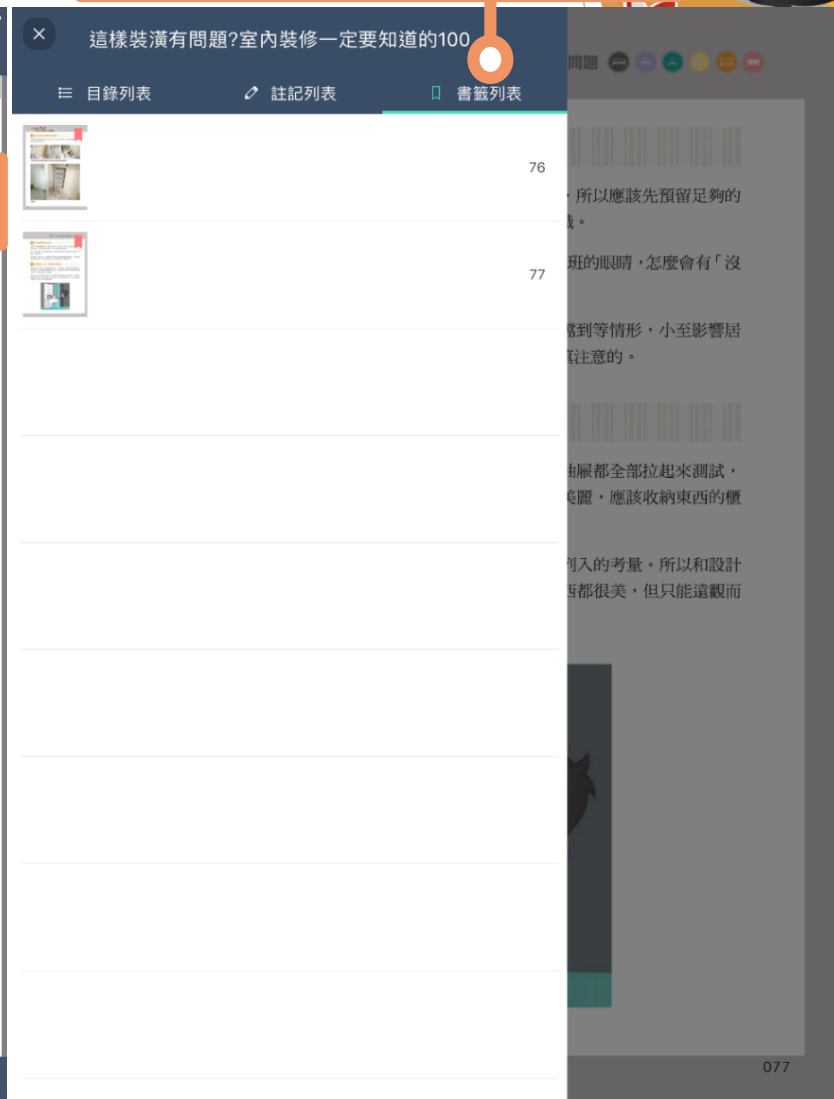 這樣裝潢有問題?室內裝修一定要知道的100
目錄列表
註記列表
書籤列表
76
77
問題
,所以應該先預留足夠的
。
班的眼睛,怎麼會有「沒
當到等情形,小至影響居
注意的。
抽屜都全部拉起來測試,
美麗,應該收納東西的櫃
列入的考量。所以和設計
西都很美,但只能遠觀而
077